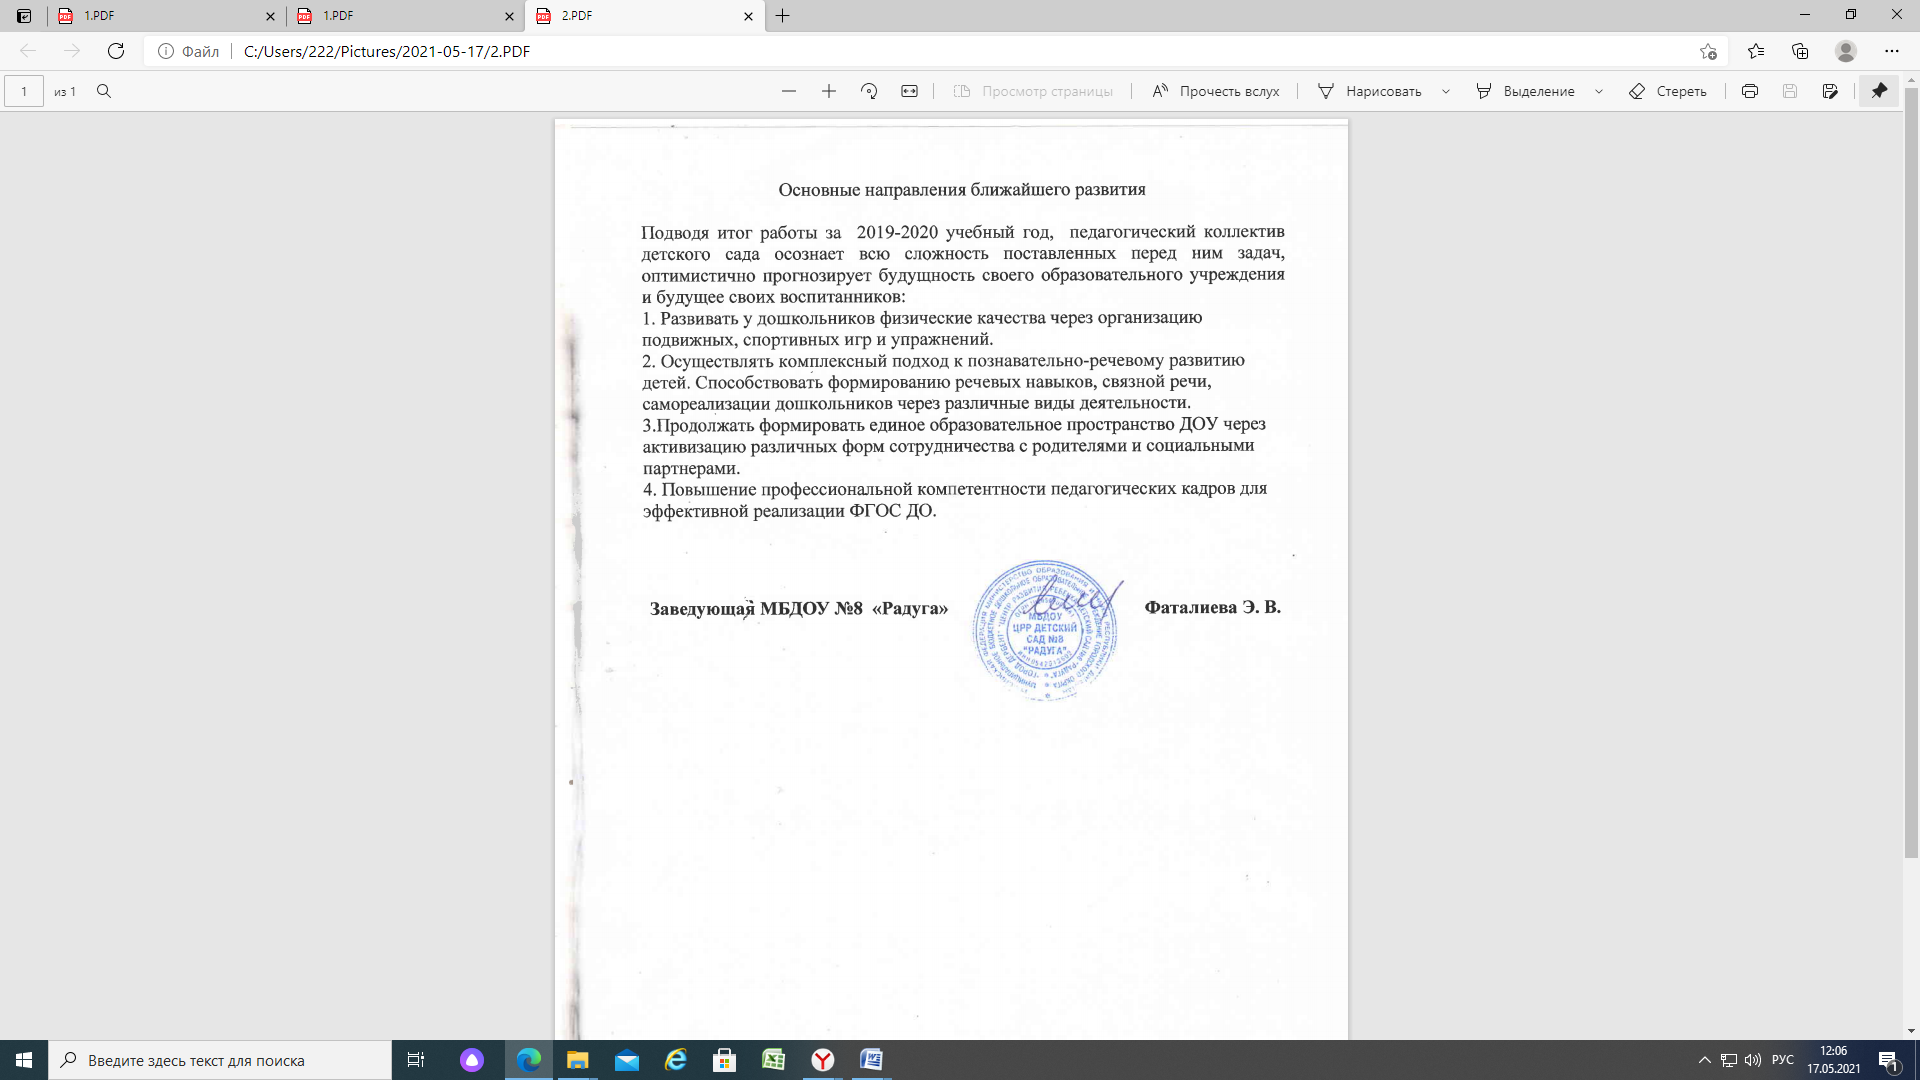 1.PDF
1.PDF
2.PDF
Файл
C:/Users/222/Pictures/2021-05-17/2.PDF
1 из 1
Просмотр страницы
Прочесть вслух
Нарисовать
Выделение
Стереть
Основные направления ближайшего развития
Подводя итог работы за 2019-2020 учебный год, педагогический коллектив
детского сада осознает всю сложность поставленных перед ним задач,
оптимистично прогнозирует будущность своего образовательного учреждения
и будущее своих воспитанников:
1. Развивать у дошкольников физические качества через организацию
подвижных, спортивных игр и упражнений.
2. Осуществлять комплексный подход к познавательно-речевому развитию
детей. Способствовать формированию речевых навыков, связной речи,
самореализации дошкольников через различные виды деятельности.
3.Продолжать формировать единое образовательное пространство ДОУ через
активизацию различных форм сотрудничества с родителями и социальными
партнерами.
4. Повышение профессиональной компетентности педагогических кадров для
эффективной реализации ФГОС ДО.
Заведующая МБДОУ №8 «Радуга»
Фаталиева Э. В.
МБДОУ
ЦРР ДЕТСКИЙ
САД №8
"РАДУГА"
Введите здесь текст для поиска
РУС
12:06
17.05.2021
1